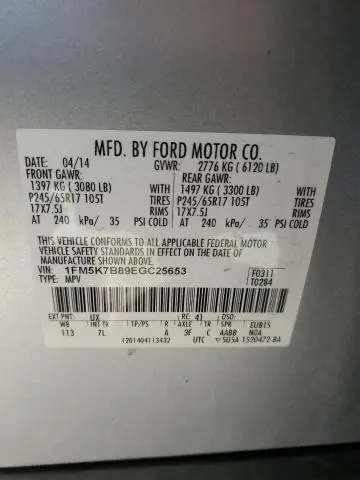 MFD. BY FORD MOTOR CO.
DATE: 04/14 GVWR: 2776 KG ( 6120 LB)
FRONT GAWR: REAR GAWR:
1397 KG ( 3080 LB) WITH 1497 KG ( 3300 LB) WITH
P245/65R17 105T TIRES P245/65R17 105T TIRES
17X7.5J RIMS 17X7.5J RIMS
AT 240 kPa/ 35 PSI COLD AT 240 kPa/ 35 PSI COLD
THIS VEHICLE CONFORMS TO ALL APPLICABLE FEDERAL MOTOR
VEHICLE SAFETY STANDARDS IN EFFECT ON THE DATE OF
MANUFACTURE SHOWN ABOVE.
VIN: 1FM5K7B89EGC25653 F0311
TYPE: MPV T0284
EXT PNT: UX RC: 41 DSO:
WB INT TR TP/PS R AXLE TR SPR EUB15
113 7L A 3F C AABB NOCA
1201404113432 UTC ▽5U5A-1520472-BA